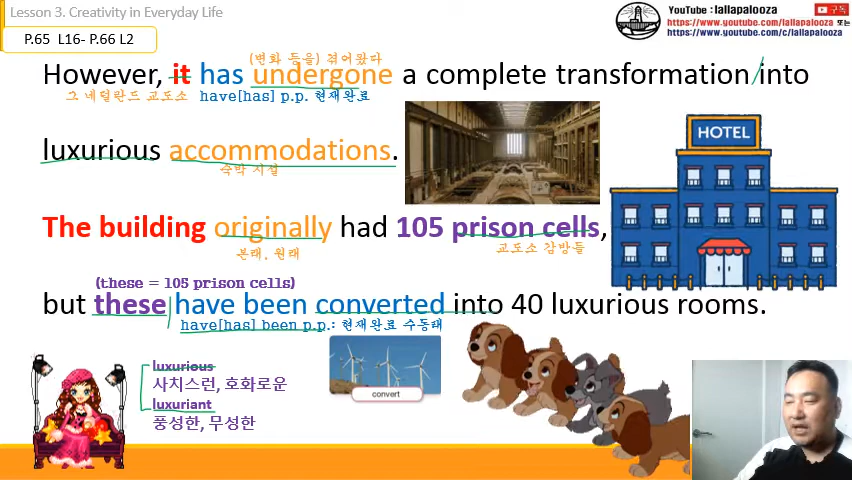 Lesson 3. Creativity in Everyday Life
P.65 L16- P.66 L2
YouTube : lallapalooza
구독
https://www.youtube.com/lallapalooza 또는
https://www.youtube.com/c/lallapalooza
(변화 등을) 겪어왔다
However, it has undergone a complete transformation into
그 네덜란드 교도소 have[has] p.p. 현재완료
luxurious accommodations.
숙박 시설
HOTEL
The building originally had 105 prison cells,
본래, 원래
교도소 감방들
(these = 105 prison cells)
but these have been converted into 40 luxurious rooms.
have[has] been p.p.: 현재완료 수동태
luxurious
사치스런, 호화로운
luxuriant
풍성한, 무성한
convert